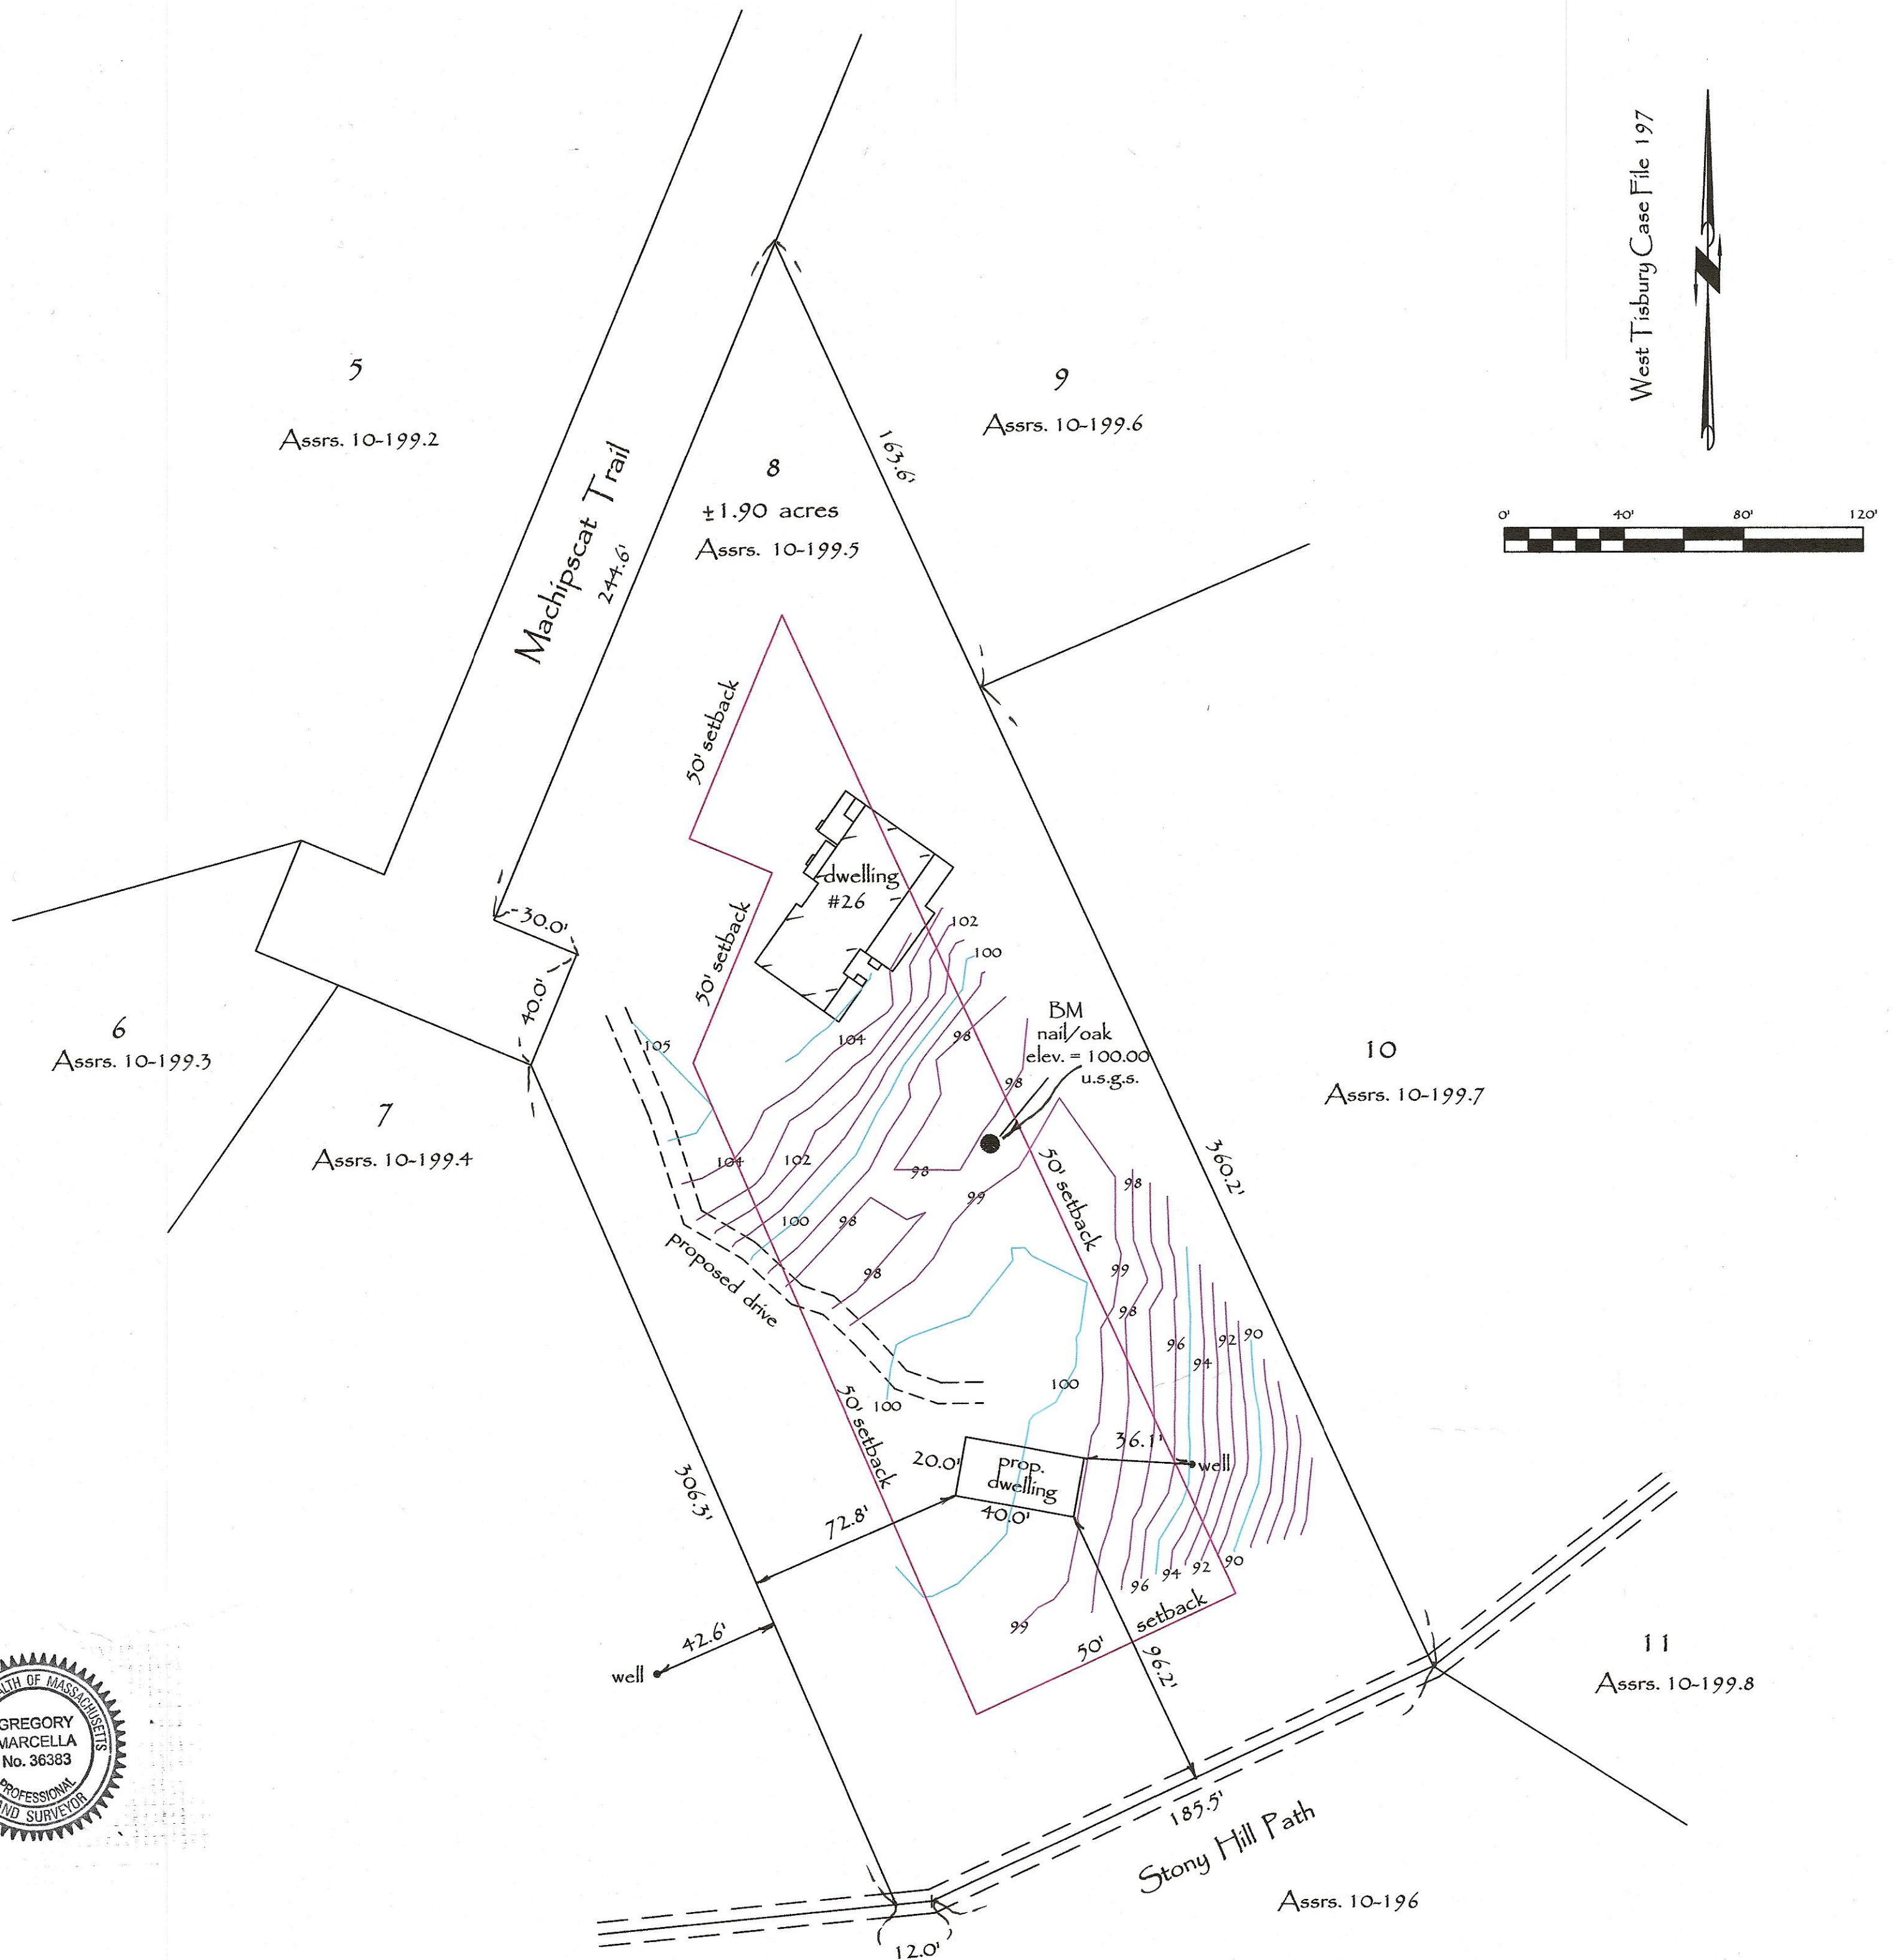 West Tisbury Case File 197
N
0' 40' 80' 120'
5
Assrs. 10-199.2
9
Assrs. 10-199.6
163.6'
8
±1.90 acres
Assrs. 10-199.5
Machipscat Trail
244.6'
50' setback
dwelling
#26
50' setback
30.0'
40.0'
102
100
6
Assrs. 10-199.3
7
Assrs. 10-199.4
105
104
98
BM
nail/oak
elev. = 100.00
u.s.g.s.
98
10
Assrs. 10-199.7
360.2'
104
102
98
99
98
50' setback
100
98
98
proposed drive
99
98
96
94
92
90
100
100
50' setback
36.1'
well
20.0'
prop.
dwelling
40.0'
306.3'
72.8'
96
94
92
90
99
50' setback
96.2'
42.6'
well
11
Assrs. 10-199.8
185.5'
Stony Hill Path
Assrs. 10-196
12.0'
OF MASSACHUSETTS
GREGORY
MARCELLA
No. 36383
PROFESSIONAL
SURVEYOR